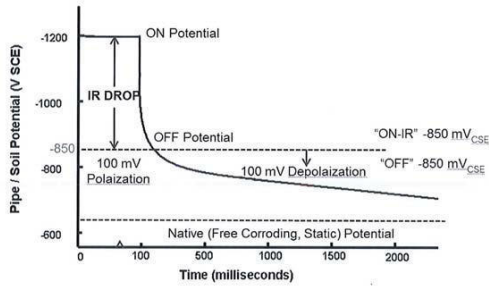 Pipe / Soil Potential (V SCE)
-1200
-1000
-850
-800
-600
ON Potential
IR DROP
OFF Potential
"ON-IR" -850 mVCSE
100 mV
Polaization
100 mV Depolaization
"OFF" -850 mVCSE
Native (Free Corroding, Static) Potential
0 100 500 1000 1500 2000
Time (milliseconds)